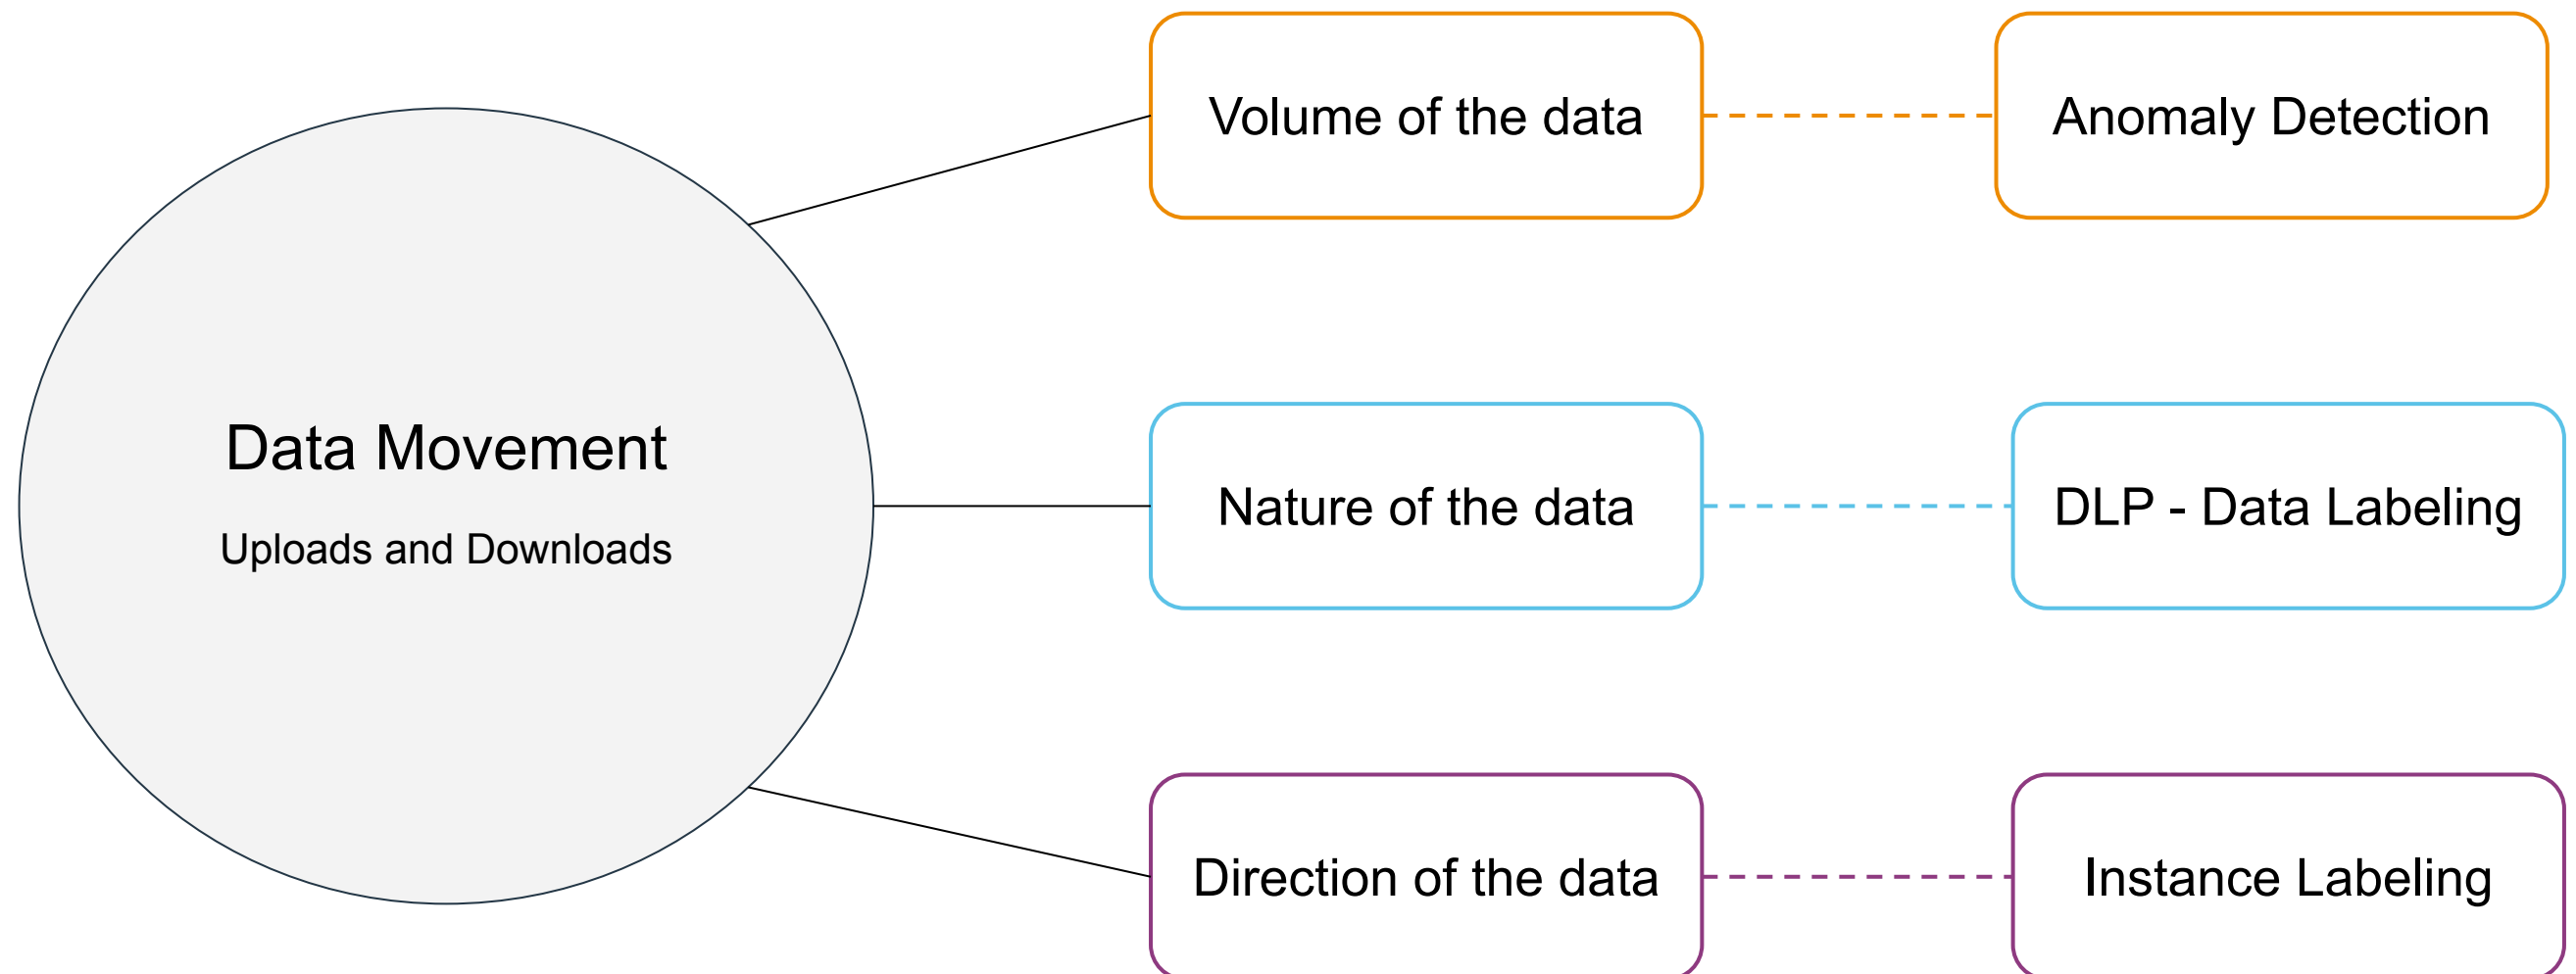 Data Movement
Uploads and Downloads
Volume of the data
Anomaly Detection
Nature of the data
DLP - Data Labeling
Direction of the data
Instance Labeling